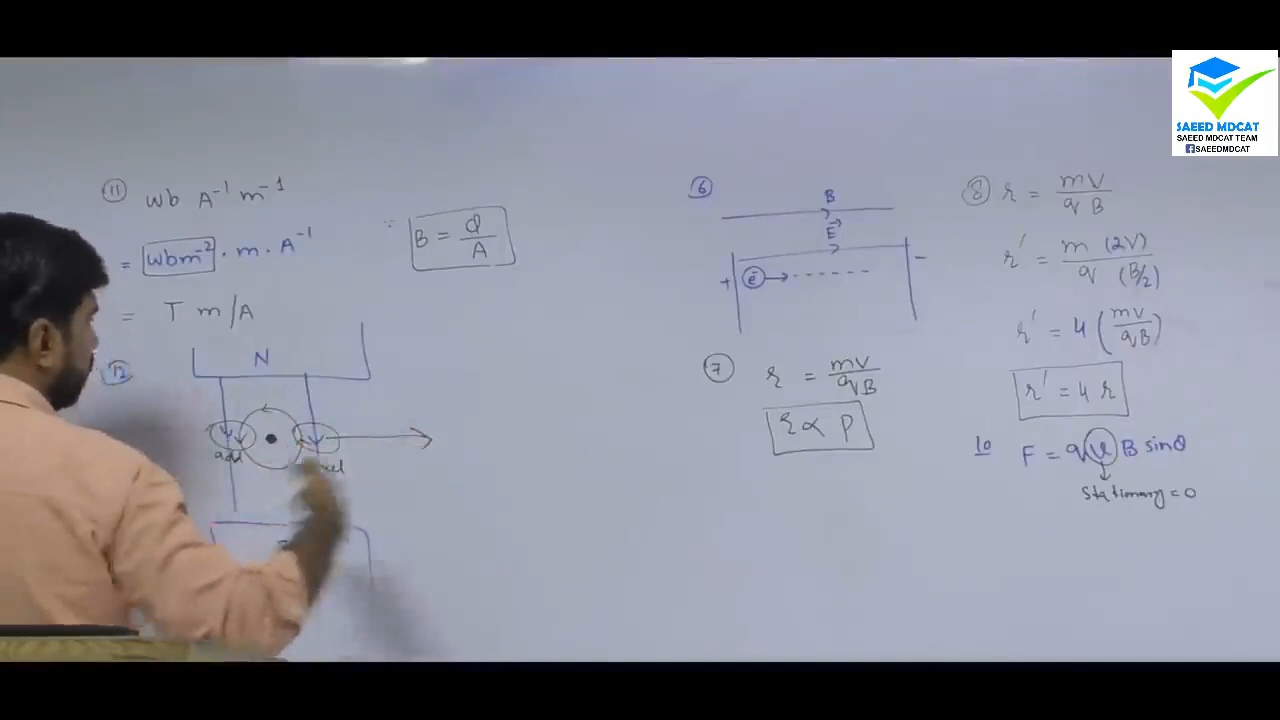 SAEED MDCAT
SAEED MDCAT TEAM
SAEEDMDCAT
11 Wb A⁻¹ m⁻¹
= Wbm⁻² · m · A⁻¹
∵ B = Φ/A
= T m/A
12
N
add
6
B
E
+ e −
7 r = mV/qB
r ∝ P
8 r = mV/qB
r' = m (2V)/q (B/2)
r' = 4 (mV/qB)
r' = 4 r
10 F = qvB sinθ
Stationary = 0